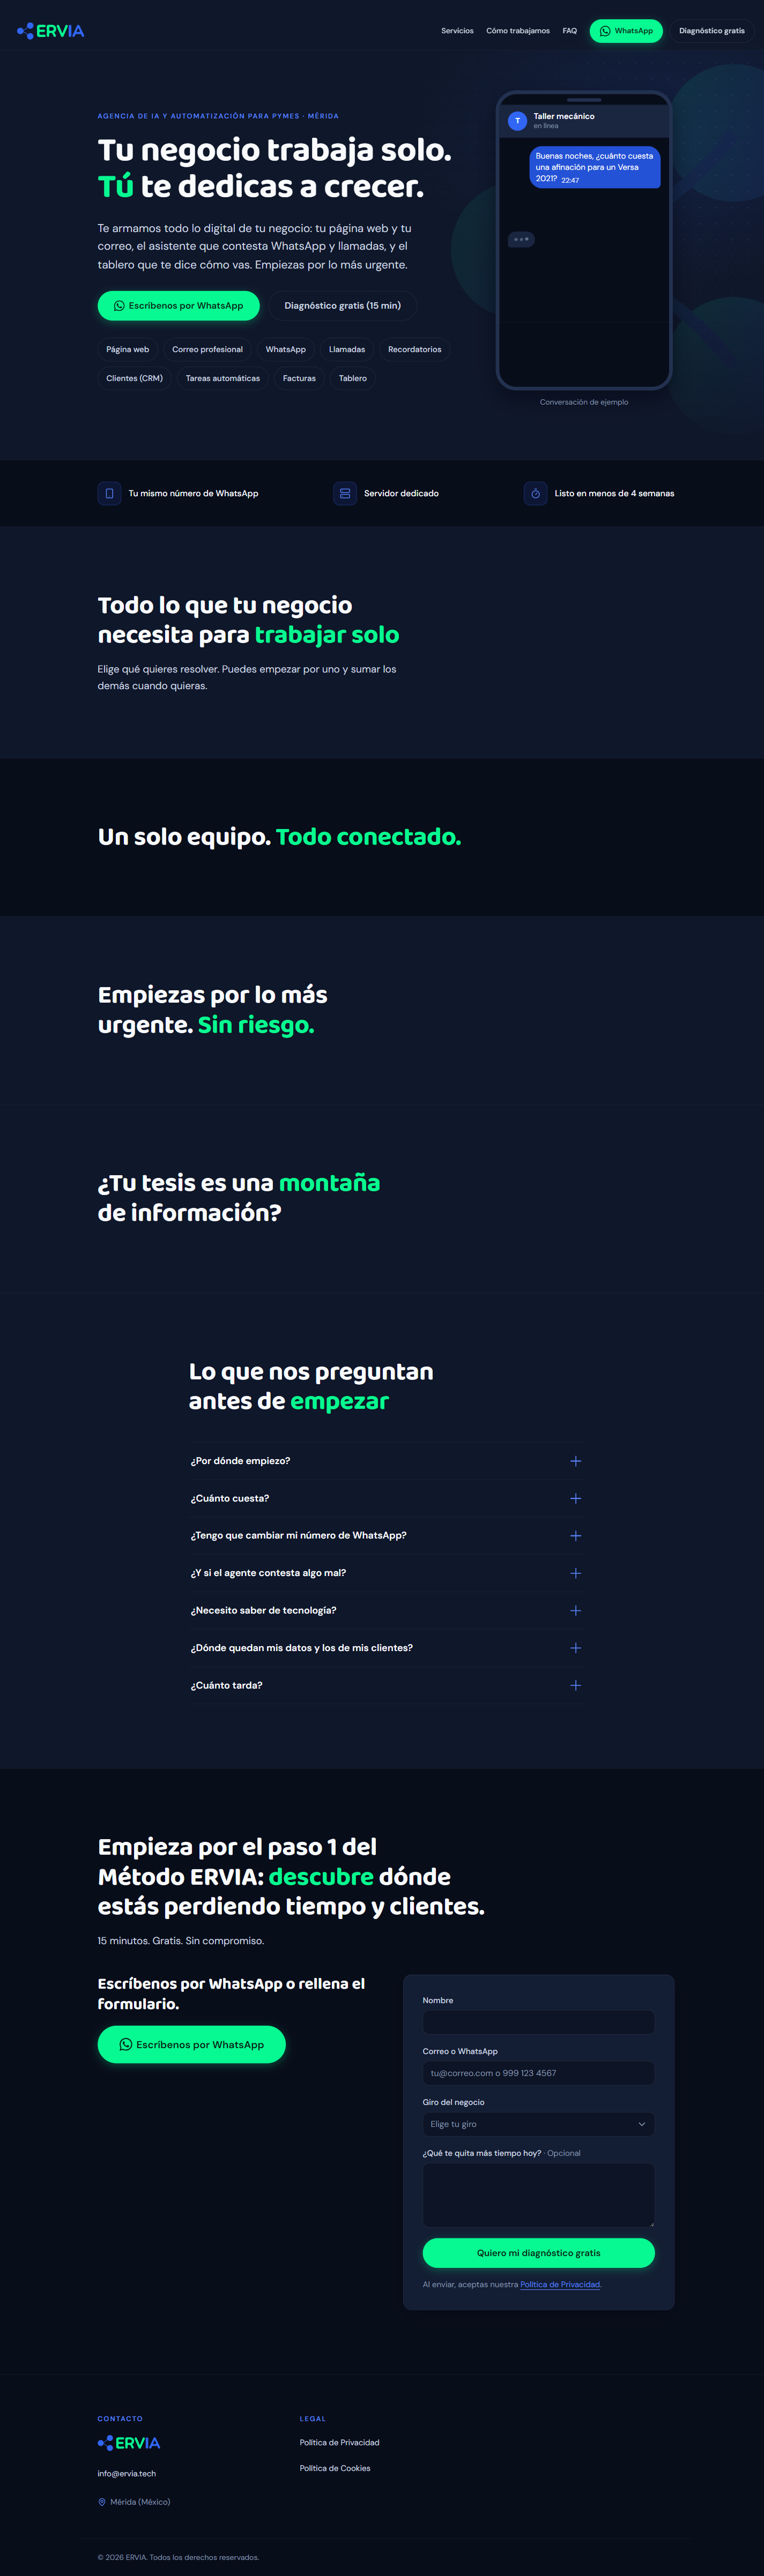 ERVIA
Servicios
Cómo trabajamos
FAQ
WhatsApp
Diagnóstico gratis
AGENCIA DE IA Y AUTOMATIZACIÓN PARA PYMES · MÉRIDA
Tu negocio trabaja solo.
Tú te dedicas a crecer.
Te armamos todo lo digital de tu negocio: tu página web y tu
correo, el asistente que contesta WhatsApp y llamadas, y el
tablero que te dice cómo vas. Empiezas por lo más urgente.
Escríbenos por WhatsApp
Diagnóstico gratis (15 min)
Página web
Correo profesional
WhatsApp
Llamadas
Recordatorios
Clientes (CRM)
Tareas automáticas
Facturas
Tablero
T
Taller mecánico
en línea
Buenas noches, ¿cuánto cuesta
una afinación para un Versa
2021? 22:47
Conversación de ejemplo
Tu mismo número de WhatsApp
Servidor dedicado
Listo en menos de 4 semanas
Todo lo que tu negocio
necesita para trabajar solo
Elige qué quieres resolver. Puedes empezar por uno y sumar los
demás cuando quieras.
Un solo equipo. Todo conectado.
Empiezas por lo más
urgente. Sin riesgo.
¿Tu tesis es una montaña
de información?
Lo que nos preguntan
antes de empezar
¿Por dónde empiezo?
¿Cuánto cuesta?
¿Tengo que cambiar mi número de WhatsApp?
¿Y si el agente contesta algo mal?
¿Necesito saber de tecnología?
¿Dónde quedan mis datos y los de mis clientes?
¿Cuánto tarda?
Empieza por el paso 1 del
Método ERVIA: descubre dónde
estás perdiendo tiempo y clientes.
15 minutos. Gratis. Sin compromiso.
Escríbenos por WhatsApp o rellena el
formulario.
Escríbenos por WhatsApp
Nombre
Correo o WhatsApp
tu@correo.com o 999 123 4567
Giro del negocio
Elige tu giro
¿Qué te quita más tiempo hoy? · Opcional
Quiero mi diagnóstico gratis
Al enviar, aceptas nuestra Política de Privacidad.
CONTACTO
ERVIA
info@ervia.tech
Mérida (México)
LEGAL
Política de Privacidad
Política de Cookies
© 2026 ERVIA. Todos los derechos reservados.